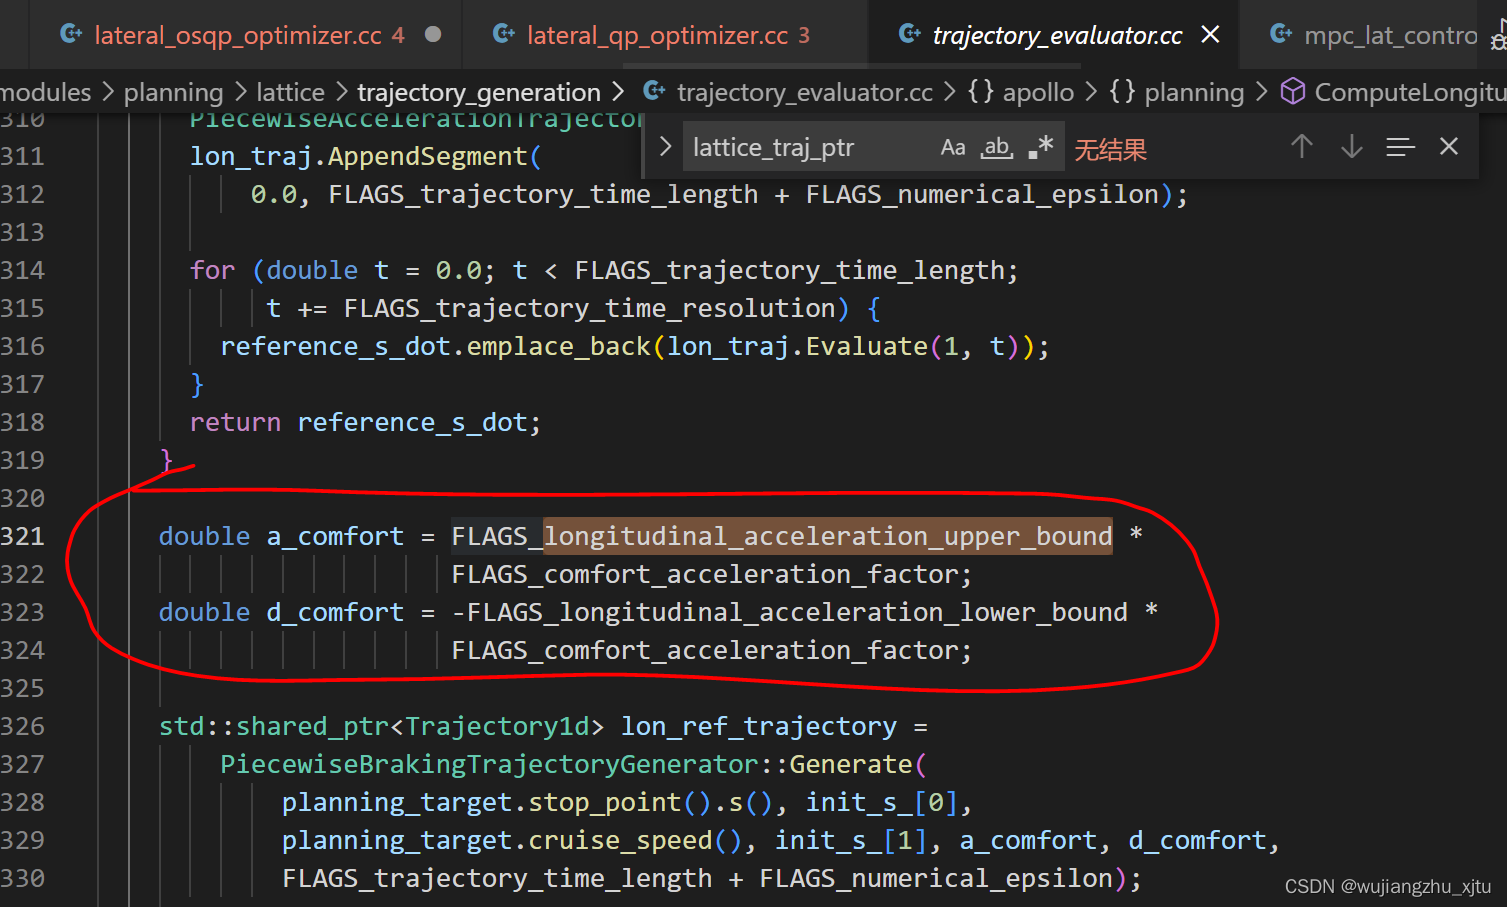 lateral_osqp_optimizer.cc 4
lateral_qp_optimizer.cc 3
trajectory_evaluator.cc
mpc_lat_contro
modules > planning > lattice > trajectory_generation > trajectory_evaluator.cc > {} apollo > {} planning > ComputeLongitu
lattice_traj_ptr Aa ab .* 无结果
310 PiecewiseAccelerationTrajector
311 lon_traj.AppendSegment(
312 0.0, FLAGS_trajectory_time_length + FLAGS_numerical_epsilon);
313
314 for (double t = 0.0; t < FLAGS_trajectory_time_length;
315 t += FLAGS_trajectory_time_resolution) {
316 reference_s_dot.emplace_back(lon_traj.Evaluate(1, t));
317 }
318 return reference_s_dot;
319 }
320
321 double a_comfort = FLAGS_longitudinal_acceleration_upper_bound *
322 FLAGS_comfort_acceleration_factor;
323 double d_comfort = -FLAGS_longitudinal_acceleration_lower_bound *
324 FLAGS_comfort_acceleration_factor;
325
326 std::shared_ptr<Trajectory1d> lon_ref_trajectory =
327 PiecewiseBrakingTrajectoryGenerator::Generate(
328 planning_target.stop_point().s(), init_s_[0],
329 planning_target.cruise_speed(), init_s_[1], a_comfort, d_comfort,
330 FLAGS_trajectory_time_length + FLAGS_numerical_epsilon);
CSDN @wujiangzhu_xjtu